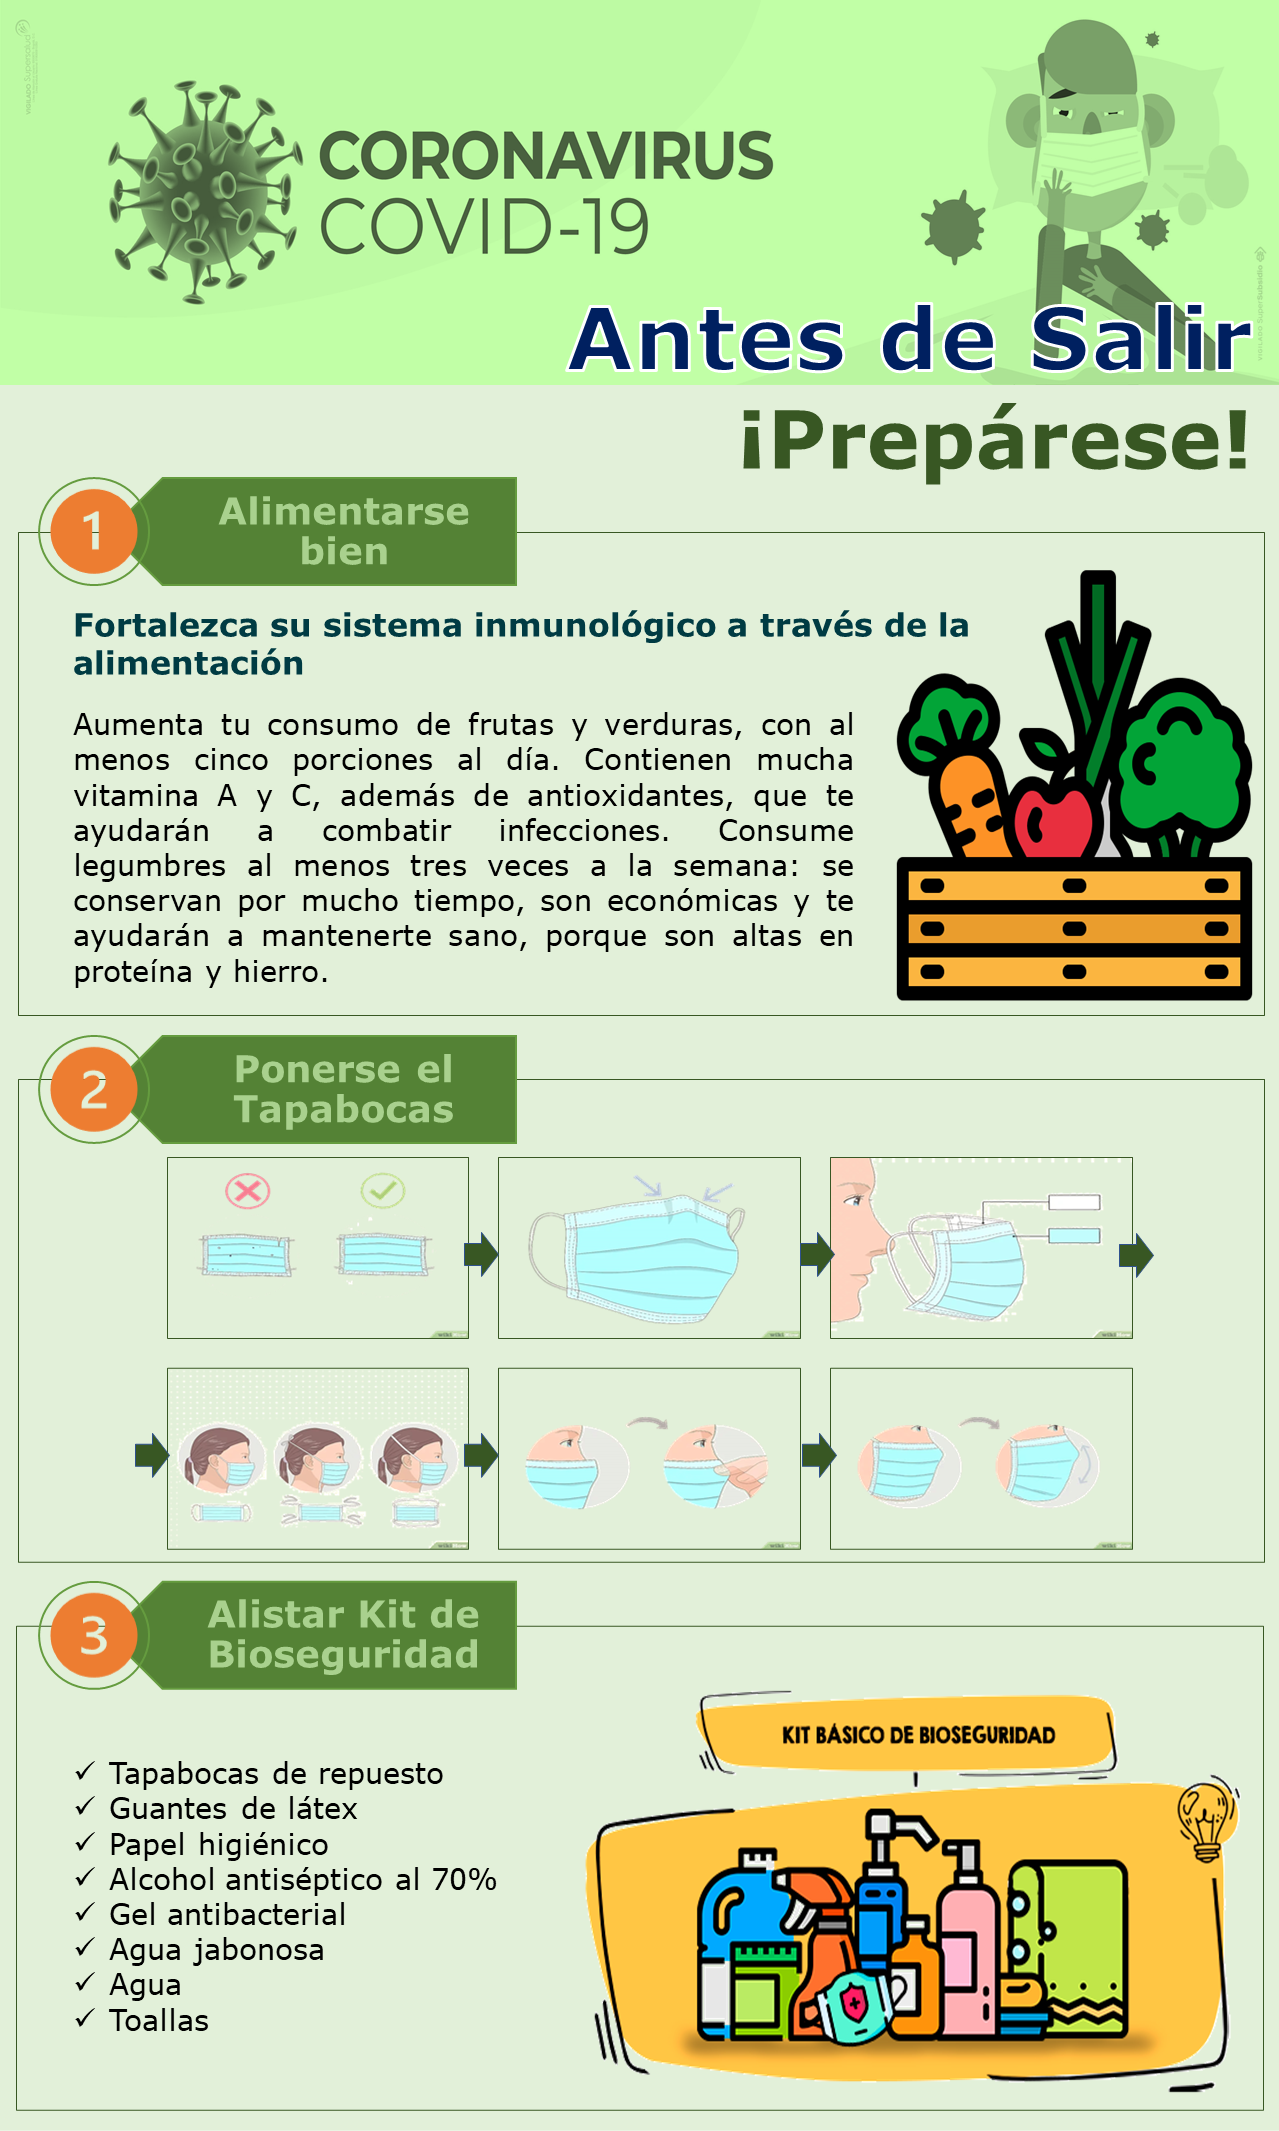 VIGILADO Supersalud
CORONAVIRUS
COVID-19
VIGILADO SuperSubsidio
Antes de Salir
¡Prepárese!
1
Alimentarse
bien
Fortalezca su sistema inmunológico a través de la
alimentación
Aumenta tu consumo de frutas y verduras, con al
menos cinco porciones al día. Contienen mucha
vitamina A y C, además de antioxidantes, que te
ayudarán a combatir infecciones. Consume
legumbres al menos tres veces a la semana: se
conservan por mucho tiempo, son económicas y te
ayudarán a mantenerte sano, porque son altas en
proteína y hierro.
2
Ponerse el
Tapabocas
3
Alistar Kit de
Bioseguridad
KIT BÁSICO DE BIOSEGURIDAD
✓ Tapabocas de repuesto
✓ Guantes de látex
✓ Papel higiénico
✓ Alcohol antiséptico al 70%
✓ Gel antibacterial
✓ Agua jabonosa
✓ Agua
✓ Toallas